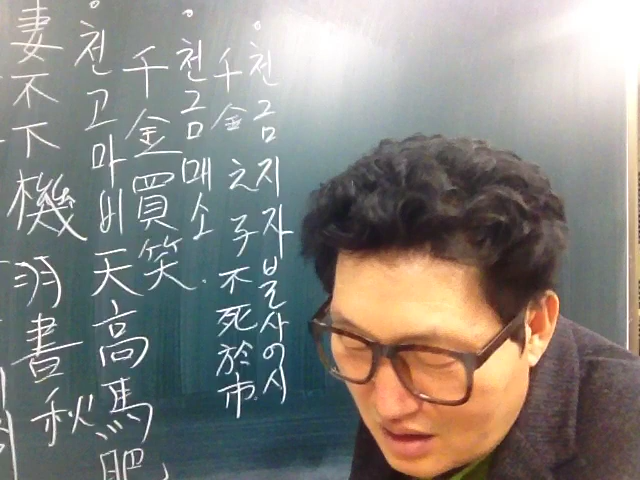 천금지자불사어시
千金之子不死於市
천금매소
千金買笑.
천고마비 天高馬肥
妻不下機 羽書秋